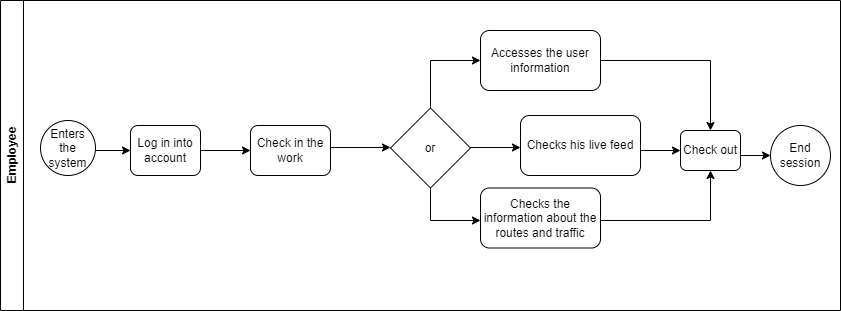 Employee
Enters
the
system
Log in into
account
Check in the
work
or
Accesses the user
information
Checks his live feed
Checks the
information about the
routes and traffic
Check out
End
session